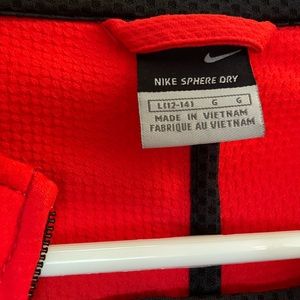 NIKE SPHERE DRY
L(12-14) G G
MADE IN VIETNAM
FABRIQUE AU VIETNAM